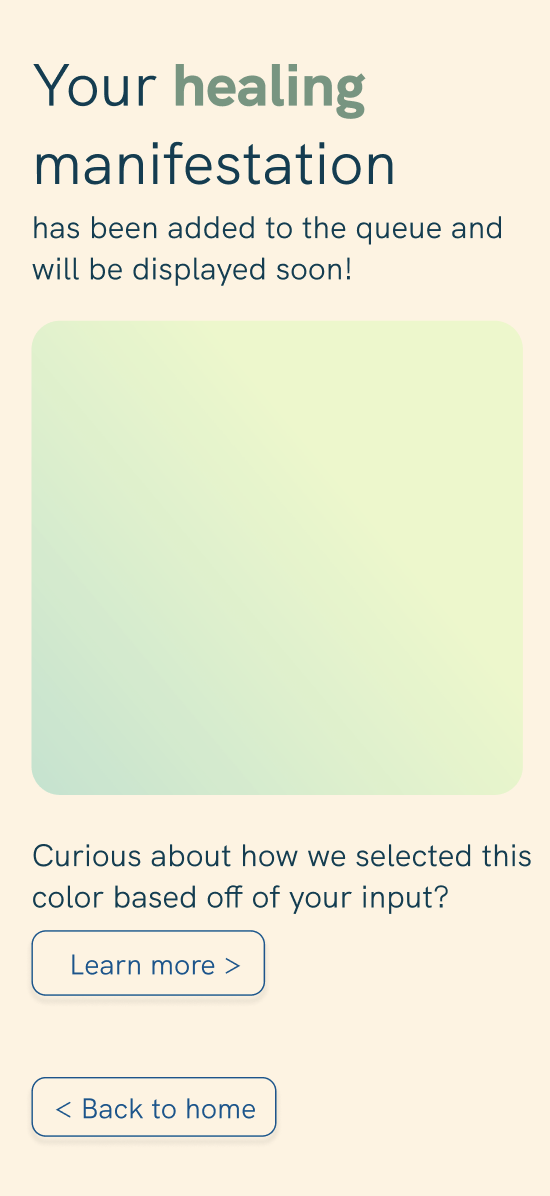 Your healing
manifestation
has been added to the queue and
will be displayed soon!
Curious about how we selected this
color based off of your input?
Learn more >
< Back to home